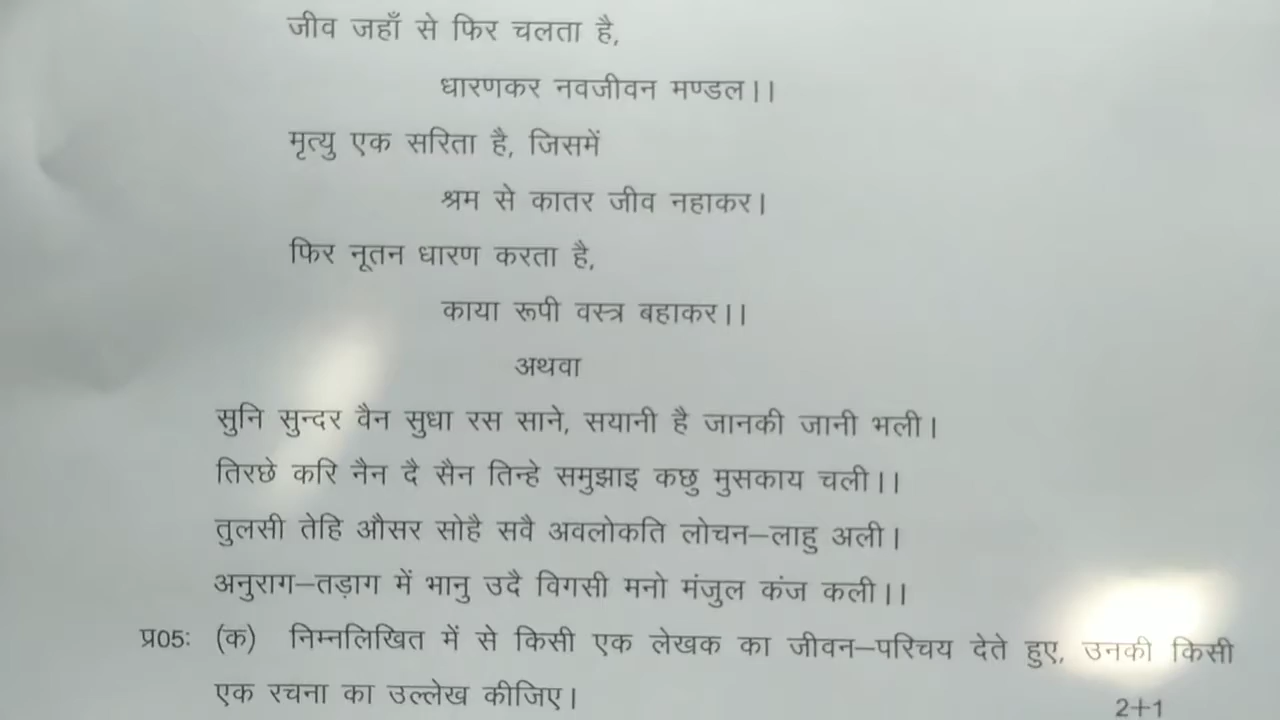 जीव जहाँ से फिर चलता है,
धारणकर नवजीवन मण्डल।।
मृत्यु एक सरिता है, जिसमें
श्रम से कातर जीव नहाकर।
फिर नूतन धारण करता है,
काया रूपी वस्त्र बहाकर।।
अथवा
सुनि सुन्दर वैन सुधा रस साने, सयानी है जानकी जानी भली।
तिरछे करि नैन दै सैन तिन्हे समुझाइ कछु मुसकाय चली।।
तुलसी तेहि औसर सोहै सवै अवलोकति लोचन–लाहु अली।
अनुराग–तड़ाग में भानु उदै विगसी मनो मंजुल कंज कली।।
प्र05: (क) निम्नलिखित में से किसी एक लेखक का जीवन–परिचय देते हुए, उनकी किसी
एक रचना का उल्लेख कीजिए।
2+1